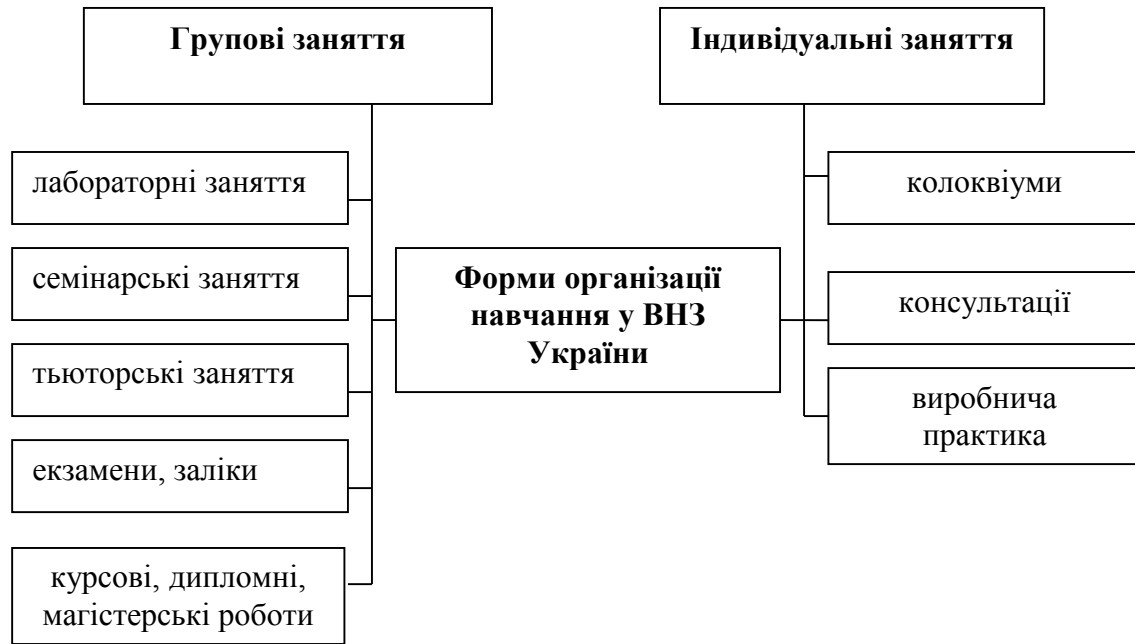 Групові заняття
Індивідуальні заняття
лабораторні заняття
семінарські заняття
тьюторські заняття
екзамени, заліки
курсові, дипломні,
магістерські роботи
Форми організації
навчання у ВНЗ
України
колоквіуми
консультації
виробнича
практика